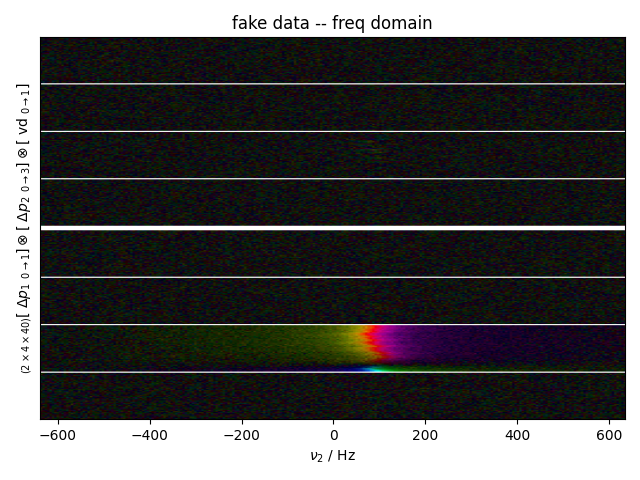 fake data -- freq domain
(2 × 4 × 40)[ Δp1 0→1] ⊗ [ Δp2 0→3] ⊗ [ vd 0→1]
−600 −400 −200 0 200 400 600
ν2 / Hz